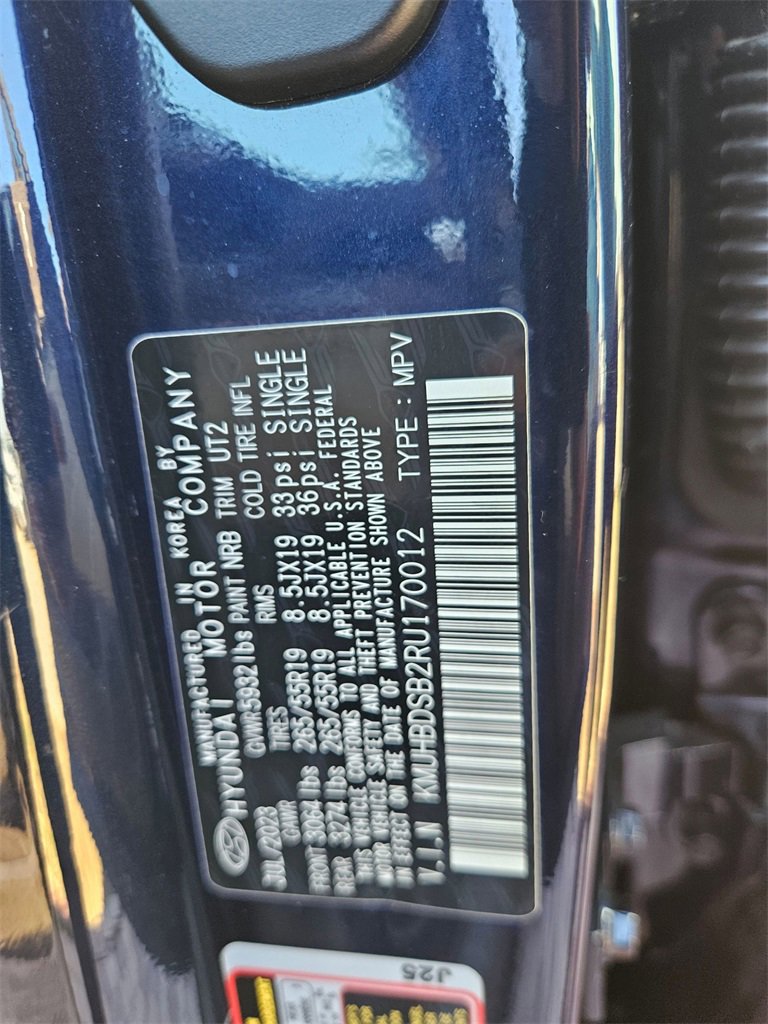 MANUFACTURED IN KOREA BY
HYUNDAI MOTOR COMPANY
JUL/2023 GVWR 5932 lbs PAINT NRB TRIM UT2
GAWR TIRES RIMS COLD TIRE INFL
FRONT 3064 lbs 265/55R19 8.5JX19 33psi SINGLE
REAR 3274 lbs 265/55R19 8.5JX19 36psi SINGLE
THIS VEHICLE CONFORMS TO ALL APPLICABLE U.S.A. FEDERAL
MOTOR VEHICLE SAFETY AND THEFT PREVENTION STANDARDS
IN EFFECT ON THE DATE OF MANUFACTURE SHOWN ABOVE
V.I.N KMUHBDSB2RU170012 TYPE : MPV
J25